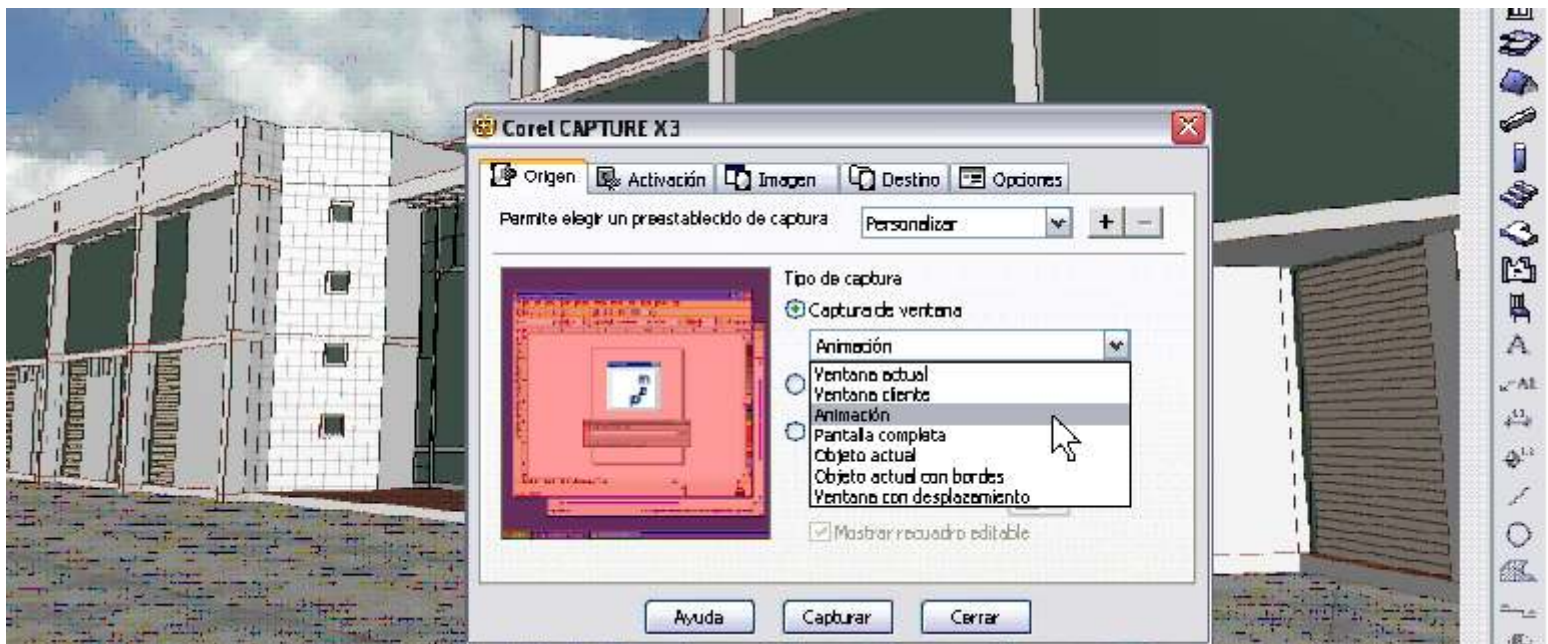 Corel CAPTURE X3
Origen Activación Imagen Destino Opciones
Permite elegir un preestablecido de captura Personalizar + -
Tipo de captura
Captura de ventana
Animación
Ventana actual
Ventana cliente
Animación
Pantalla completa
Objeto actual
Objeto actual con bordes
Ventana con desplazamiento
Mostrar recuadro editable
Ayuda Capturar Cerrar
A